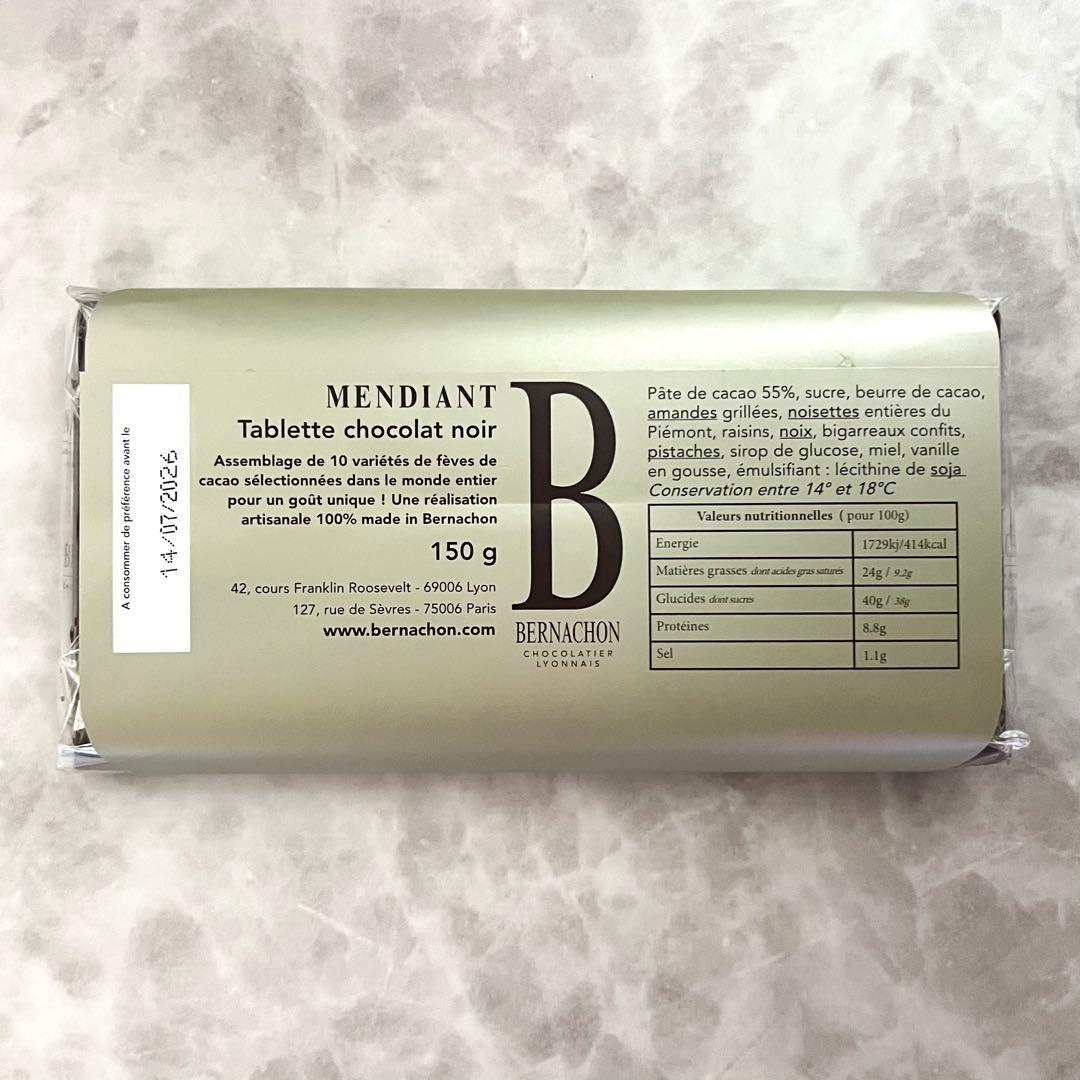 A consommer de préférence avant le
14/07/2026
MENDIANT
Tablette chocolat noir
Assemblage de 10 variétés de fèves de
cacao sélectionnées dans le monde entier
pour un goût unique ! Une réalisation
artisanale 100% made in Bernachon
150 g
42, cours Franklin Roosevelt - 69006 Lyon
127, rue de Sèvres - 75006 Paris
www.bernachon.com
B
BERNACHON
CHOCOLATIER
LYONNAIS
Pâte de cacao 55%, sucre, beurre de cacao,
amandes grillées, noisettes entières du
Piémont, raisins, noix, bigarreaux confits,
pistaches, sirop de glucose, miel, vanille
en gousse, émulsifiant : lécithine de soja
Conservation entre 14° et 18°C
Valeurs nutritionnelles ( pour 100g)
Energie 1729kj/414kcal
Matières grasses dont acides gras saturés 24g / 9.2g
Glucides dont sucres 40g / 38g
Protéines 8.8g
Sel 1.1g